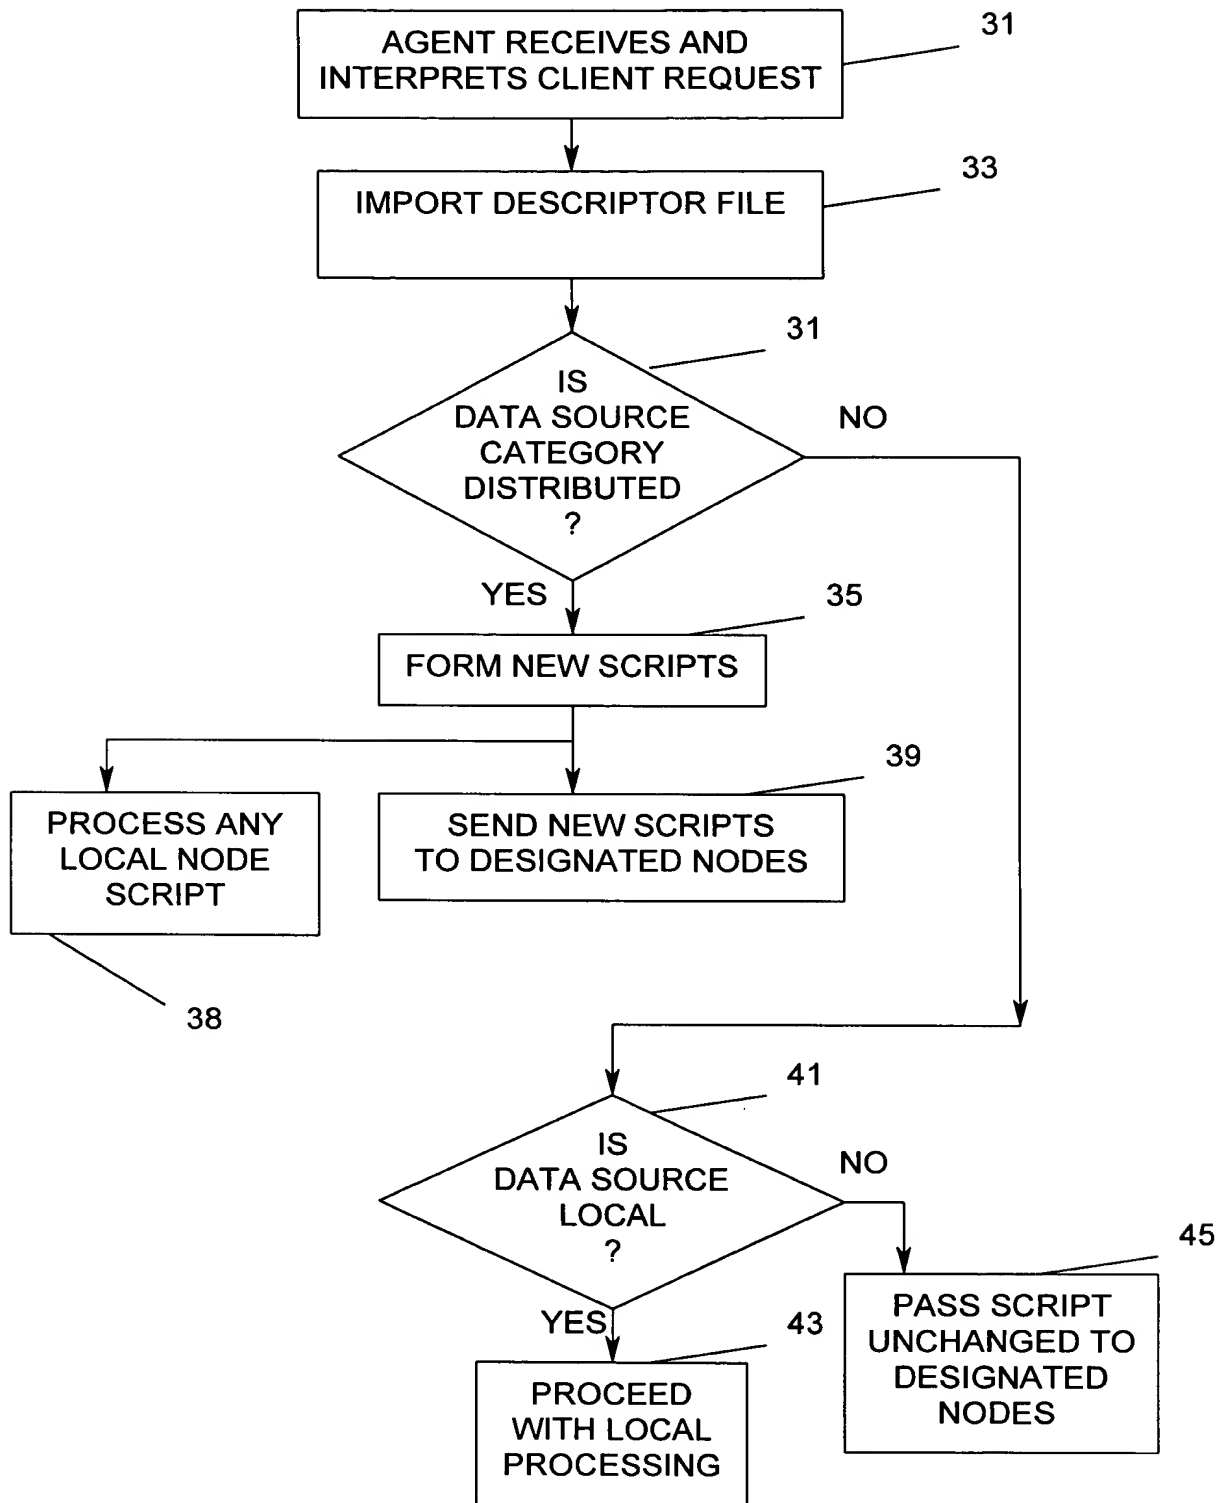 31
AGENT RECEIVES AND
INTERPRETS CLIENT REQUEST
33
IMPORT DESCRIPTOR FILE
31
IS
DATA SOURCE
CATEGORY
DISTRIBUTED
?
NO
YES
35
FORM NEW SCRIPTS
39
PROCESS ANY
LOCAL NODE
SCRIPT
SEND NEW SCRIPTS
TO DESIGNATED NODES
38
41
IS
DATA SOURCE
LOCAL
?
NO
45
YES
43
PASS SCRIPT
UNCHANGED TO
DESIGNATED
NODES
PROCEED
WITH LOCAL
PROCESSING